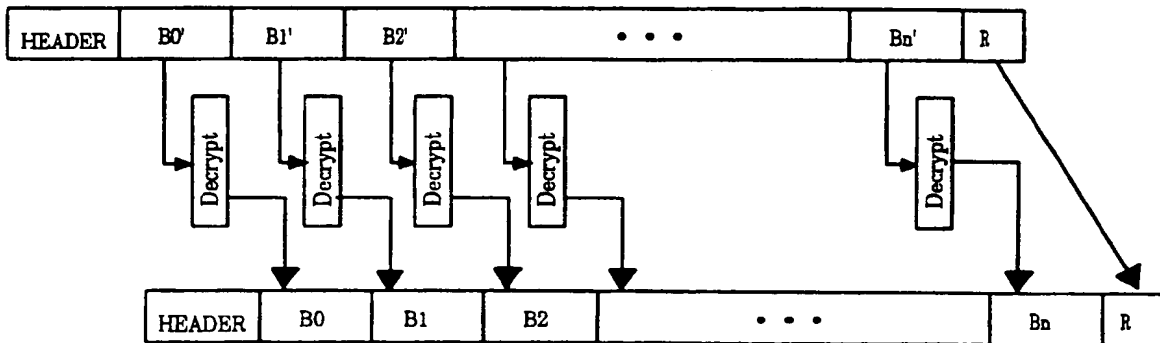 HEADER B0' B1' B2' • • • Bn' R
Decrypt Decrypt Decrypt Decrypt Decrypt
HEADER B0 B1 B2 • • • Bn R